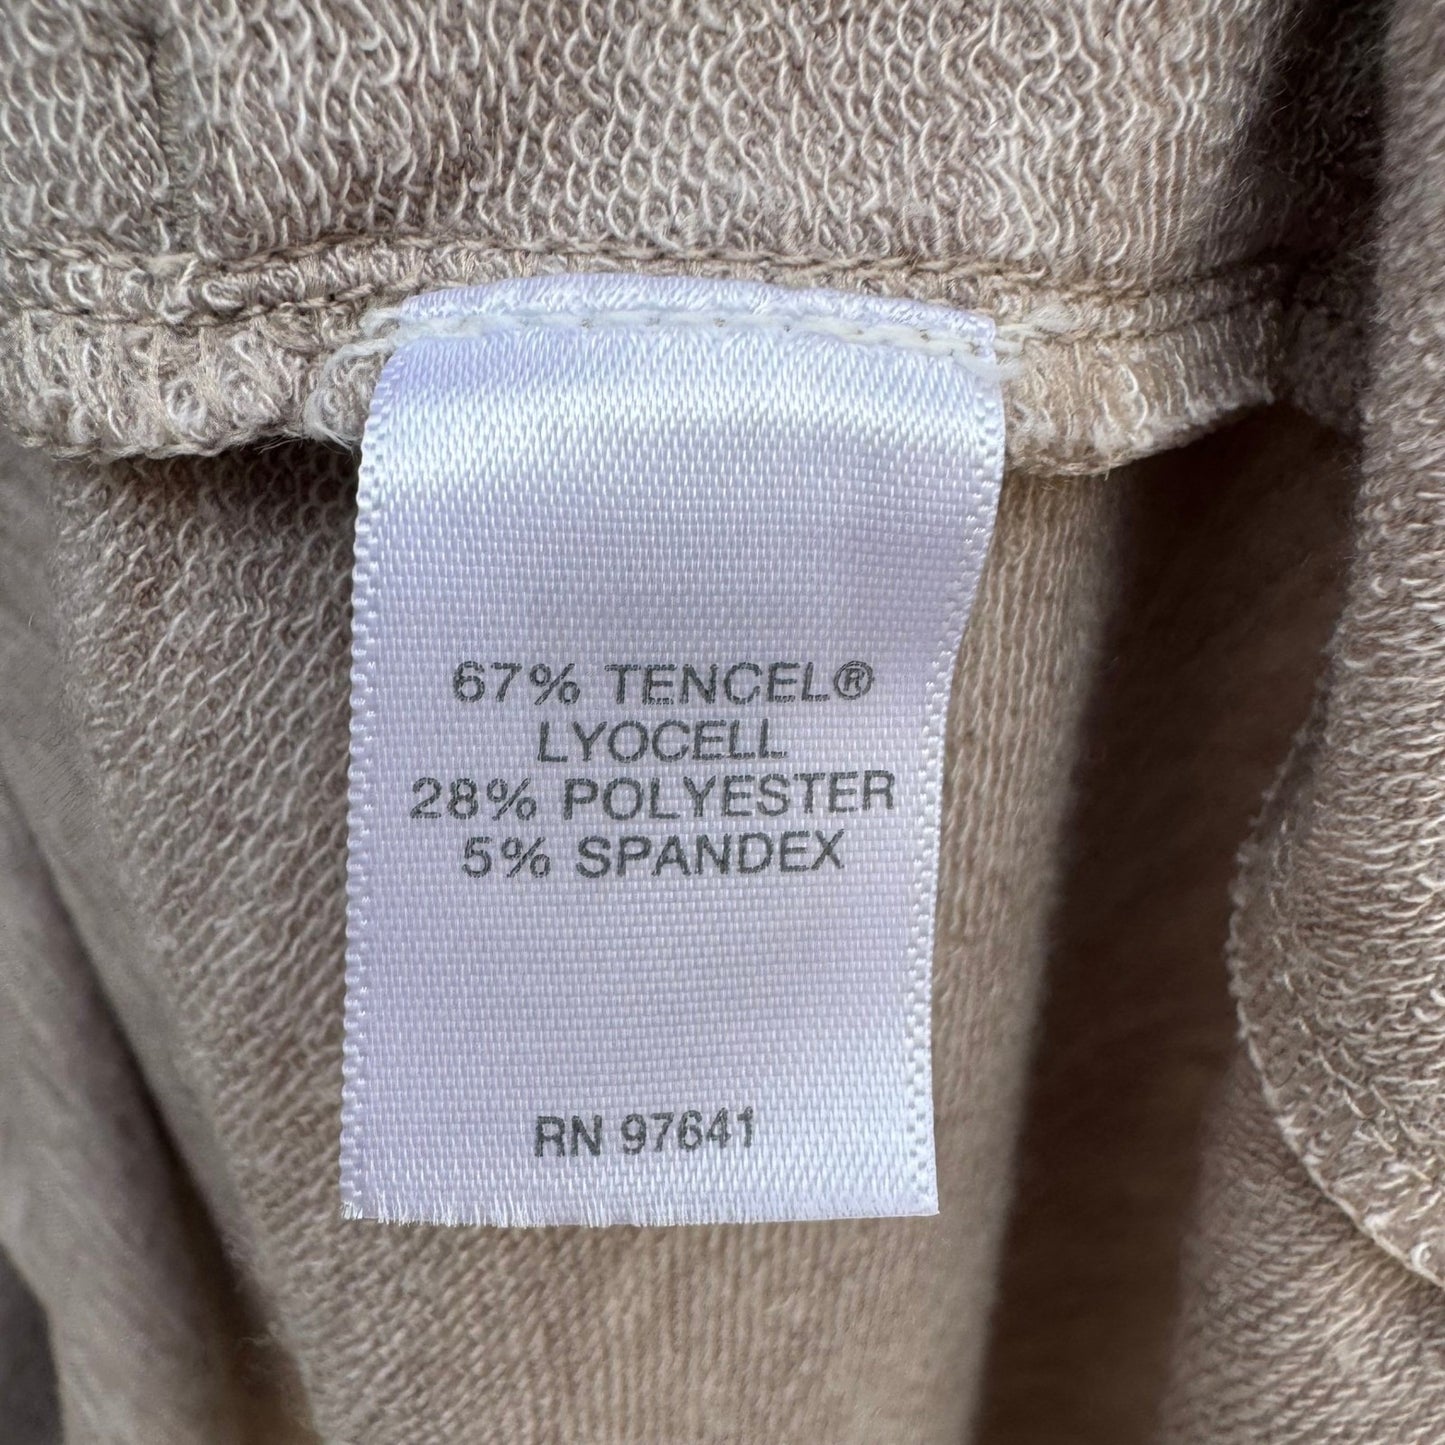 67% TENCEL®
LYOCELL
28% POLYESTER
5% SPANDEX
RN 97641